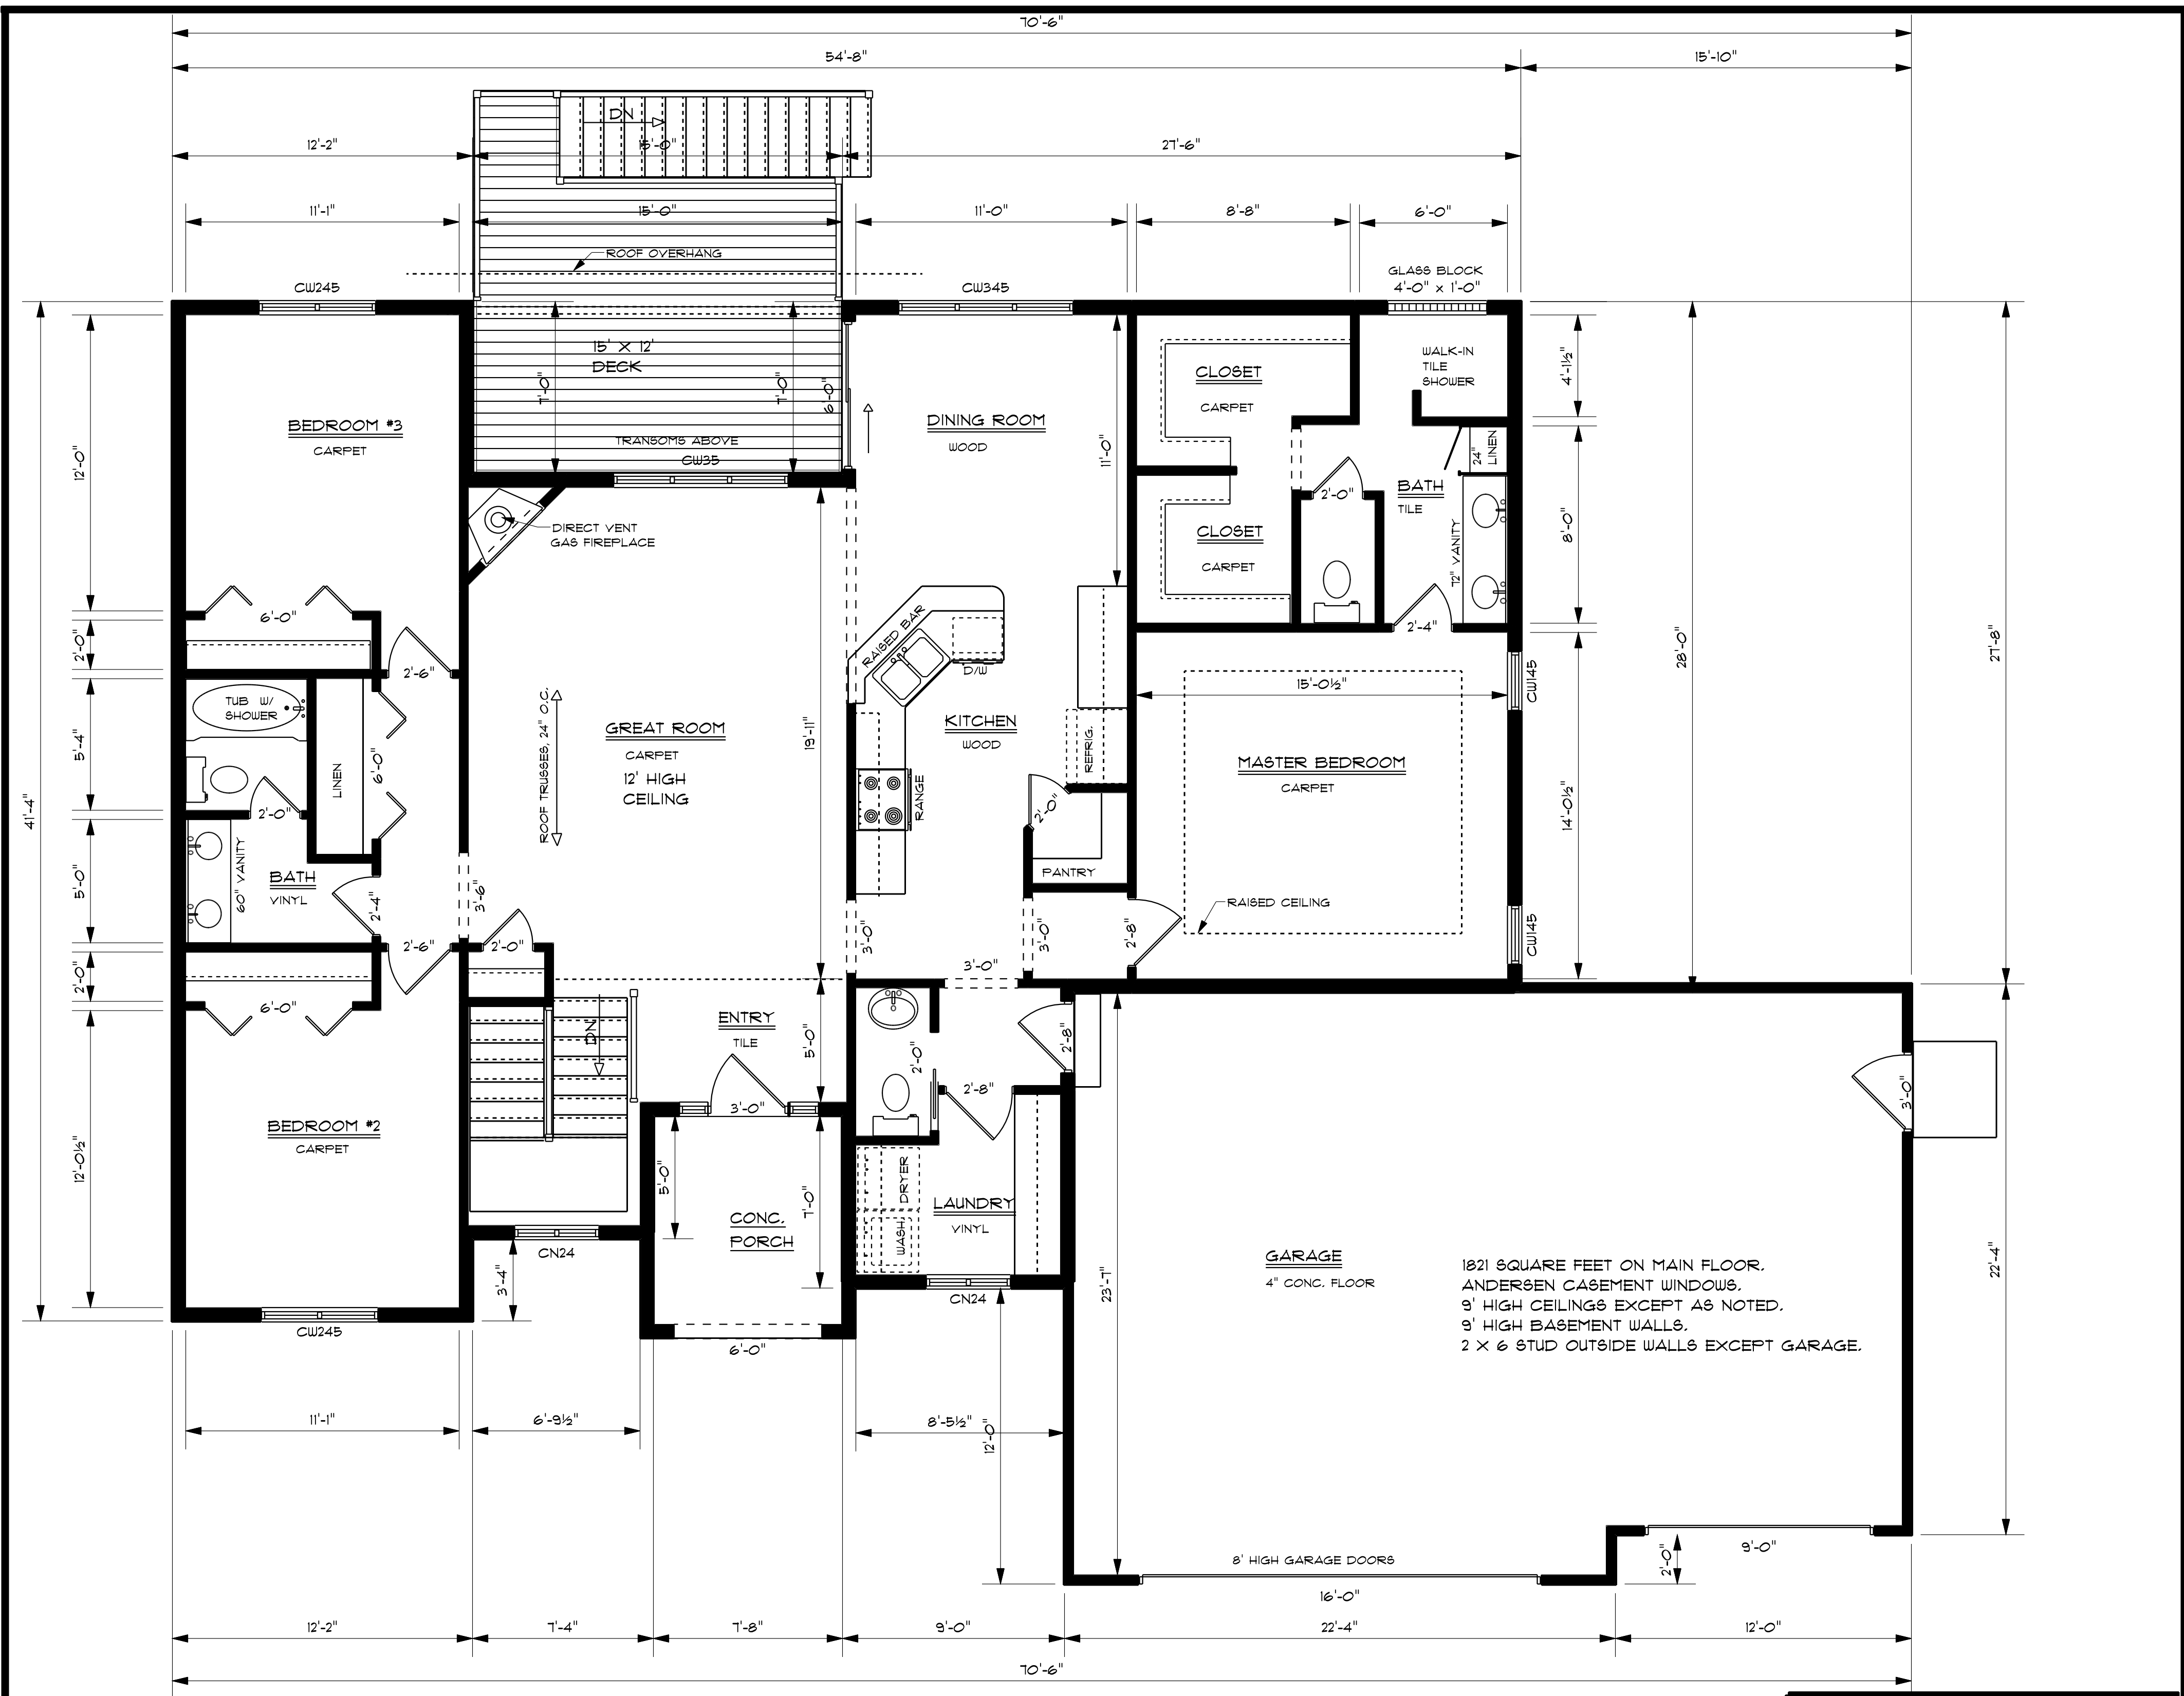 70'-6"
54'-8"
15'-10"
DN
12'-2"
15'-0"
27'-6"
11'-1"
15'-0"
11'-0"
8'-8"
6'-0"
ROOF OVERHANG
GLASS BLOCK
4'-0" x 1'-0"
CW245
CW345
15' X 12'
DECK
7'-0"
7'-0"
6'-0"
TRANSOMS ABOVE
CW35
BEDROOM #3
CARPET
12'-0"
DINING ROOM
WOOD
11'-0"
CLOSET
CARPET
WALK-IN
TILE
SHOWER
4'-1½"
24"
LINEN
BATH
TILE
2'-0"
72" VANITY
8'-0"
CLOSET
CARPET
DIRECT VENT
GAS FIREPLACE
6'-0"
2'-0"
2'-6"
RAISED BAR
D/W
2'-4"
28'-0"
27'-8"
TUB W/
SHOWER
5'-4"
LINEN
6'-0"
2'-0"
ROOF TRUSSES, 24" O.C.
GREAT ROOM
CARPET
12' HIGH
CEILING
19'-11"
KITCHEN
WOOD
REFRIG.
RANGE
15'-0½"
CW145
MASTER BEDROOM
CARPET
14'-0½"
41'-4"
2'-0"
PANTRY
5'-0"
60" VANITY
BATH
VINYL
2'-4"
3'-6"
RAISED CEILING
CW145
2'-6"
2'-0"
3'-0"
3'-0"
2'-8"
3'-0"
2'-0"
6'-0"
DN
ENTRY
TILE
5'-0"
2'-0"
2'-8"
2'-8"
3'-0"
3'-0"
BEDROOM #2
CARPET
12'-0½"
5'-0"
7'-0"
CONC.
PORCH
DRYER
WASH
LAUNDRY
VINYL
CN24
3'-4"
CN24
CW245
6'-0"
23'-7"
GARAGE
4" CONC. FLOOR
1821 SQUARE FEET ON MAIN FLOOR.
ANDERSEN CASEMENT WINDOWS.
9' HIGH CEILINGS EXCEPT AS NOTED.
9' HIGH BASEMENT WALLS.
2 X 6 STUD OUTSIDE WALLS EXCEPT GARAGE.
22'-4"
11'-1"
6'-9½"
8'-5½"
12'-0"
8' HIGH GARAGE DOORS
16'-0"
2'-0"
9'-0"
12'-2"
7'-4"
7'-8"
9'-0"
22'-4"
12'-0"
70'-6"